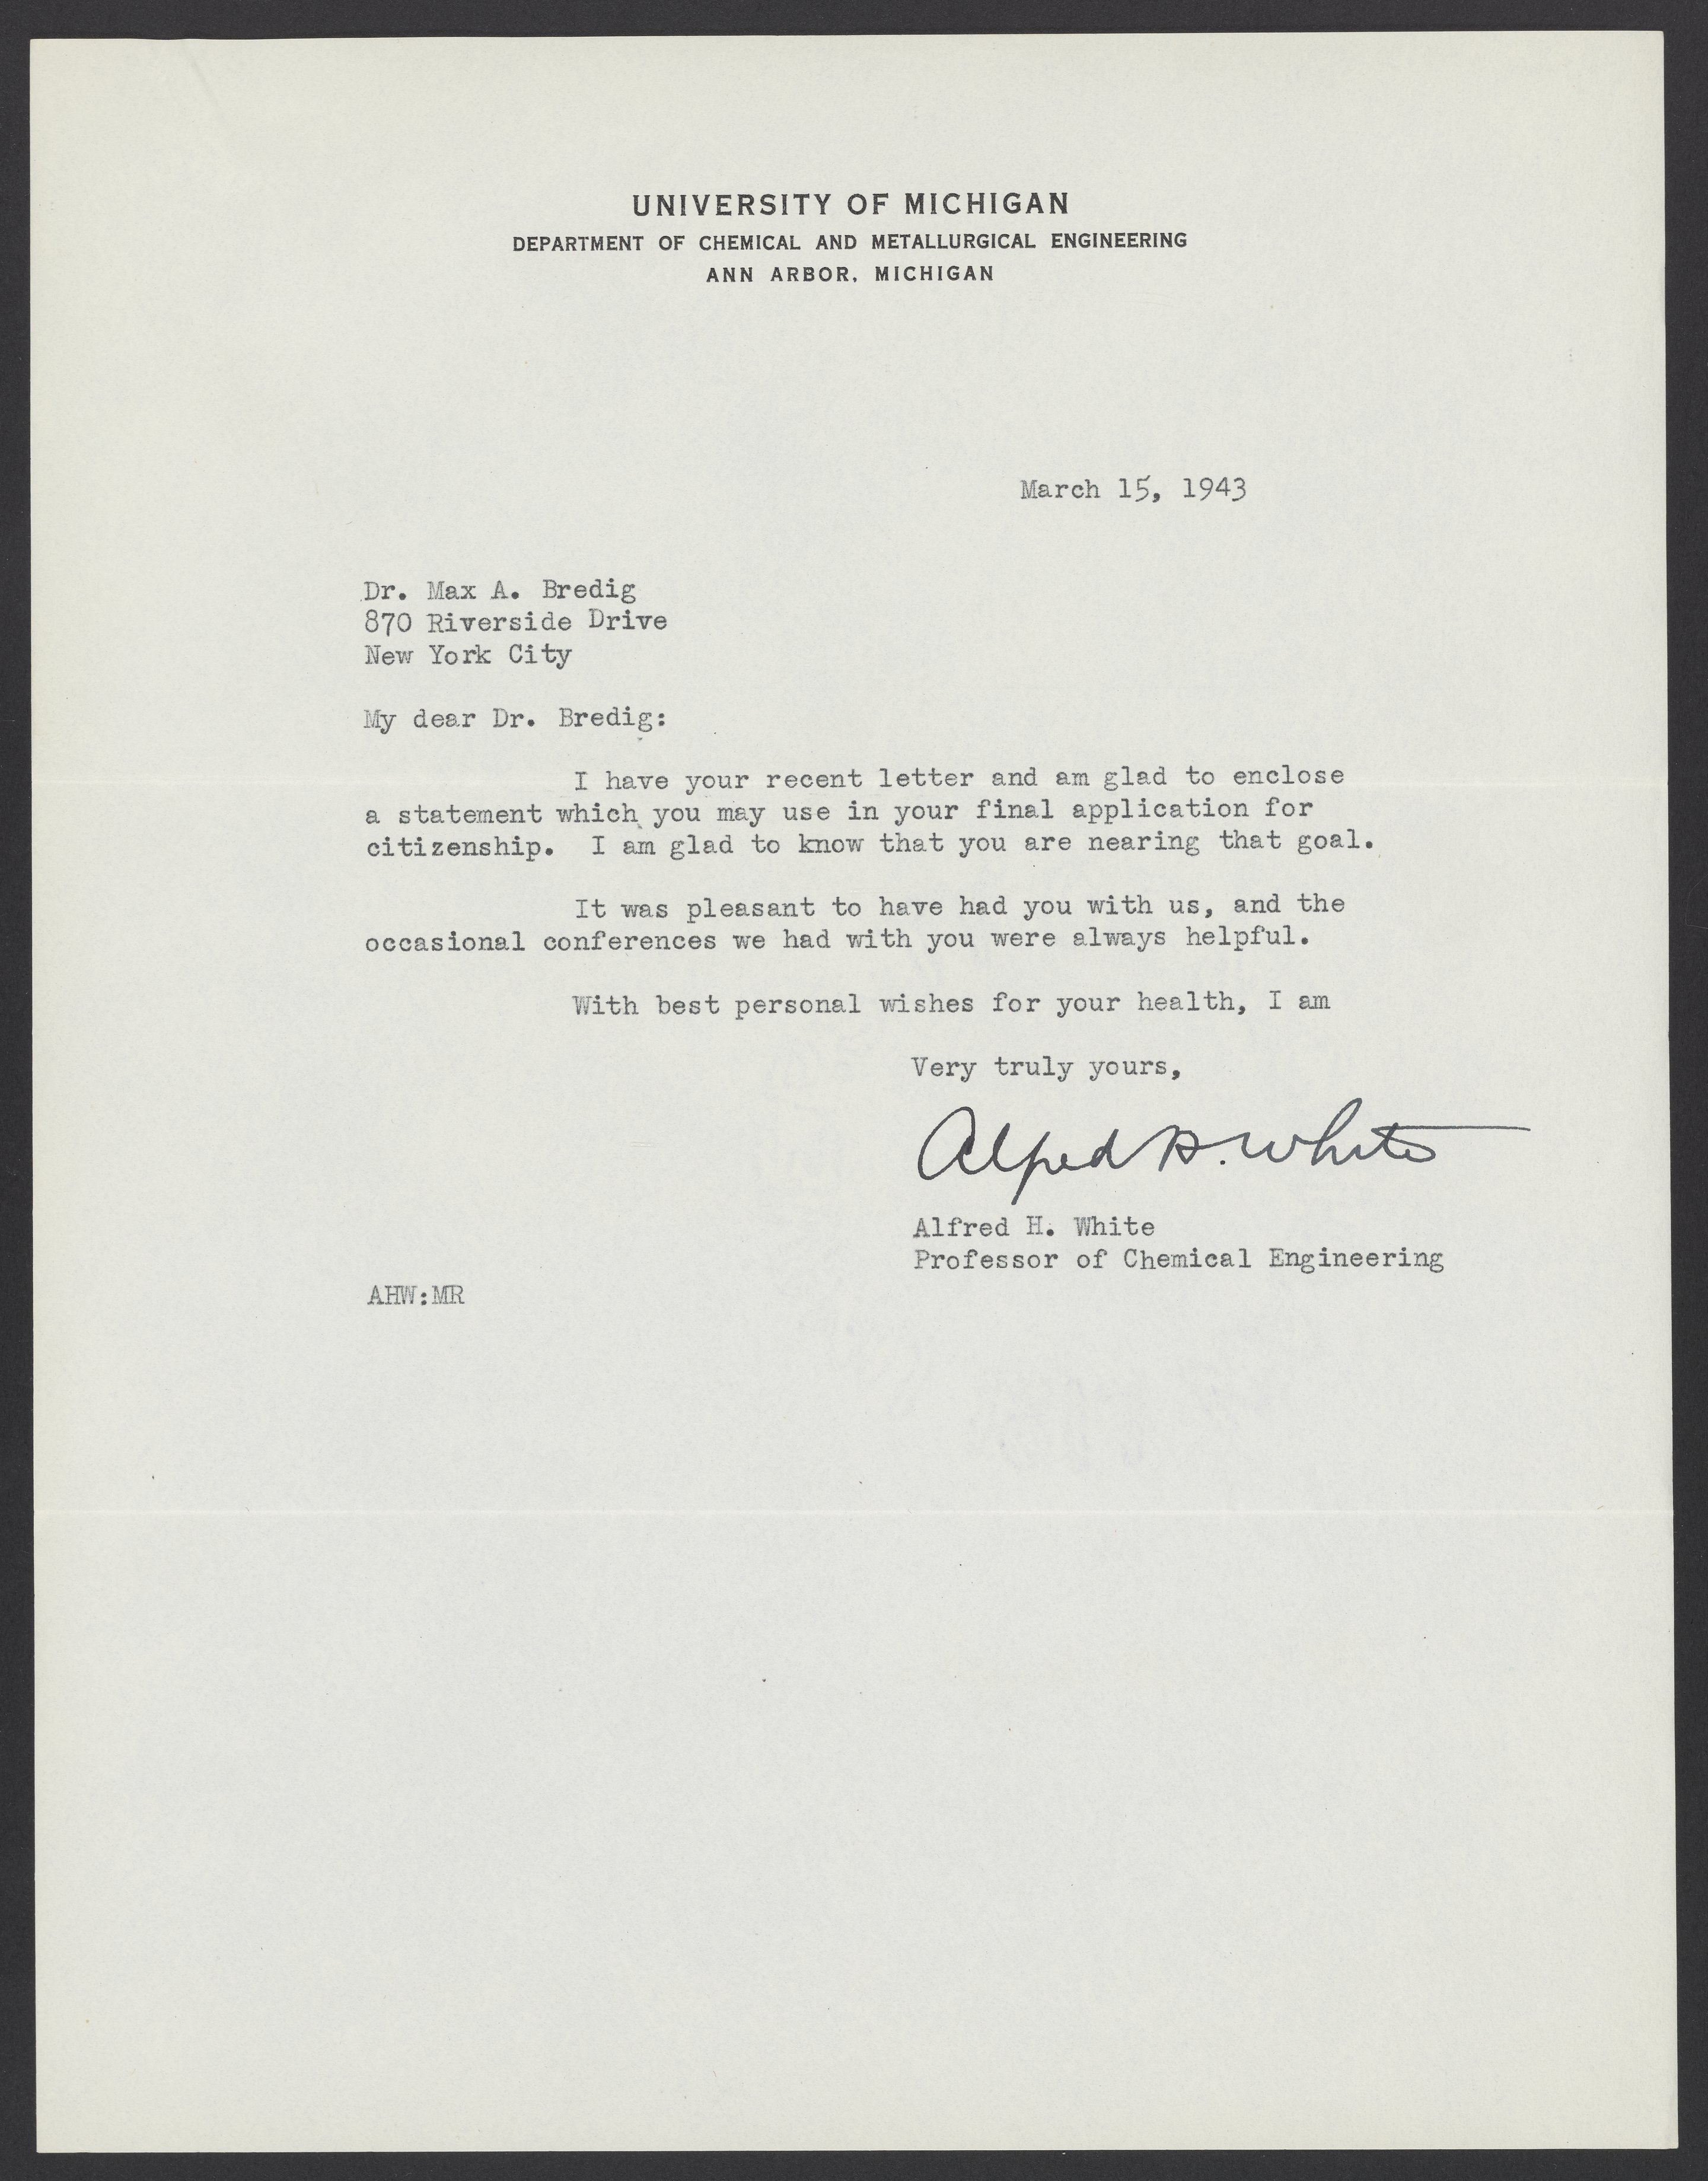 UNIVERSITY OF MICHIGAN
DEPARTMENT OF CHEMICAL AND METALLURGICAL ENGINEERING
ANN ARBOR, MICHIGAN
March 15, 1943
Dr. Max A. Bredig
870 Riverside Drive
New York City
My dear Dr. Bredig:
I have your recent letter and am glad to enclose
a statement which you may use in your final application for
citizenship.  I am glad to know that you are nearing that goal.
It was pleasant to have had you with us, and the
occasional conferences we had with you were always helpful.
With best personal wishes for your health, I am
Very truly yours,
Alfred H. White
Alfred H. White
Professor of Chemical Engineering
AHW:MR